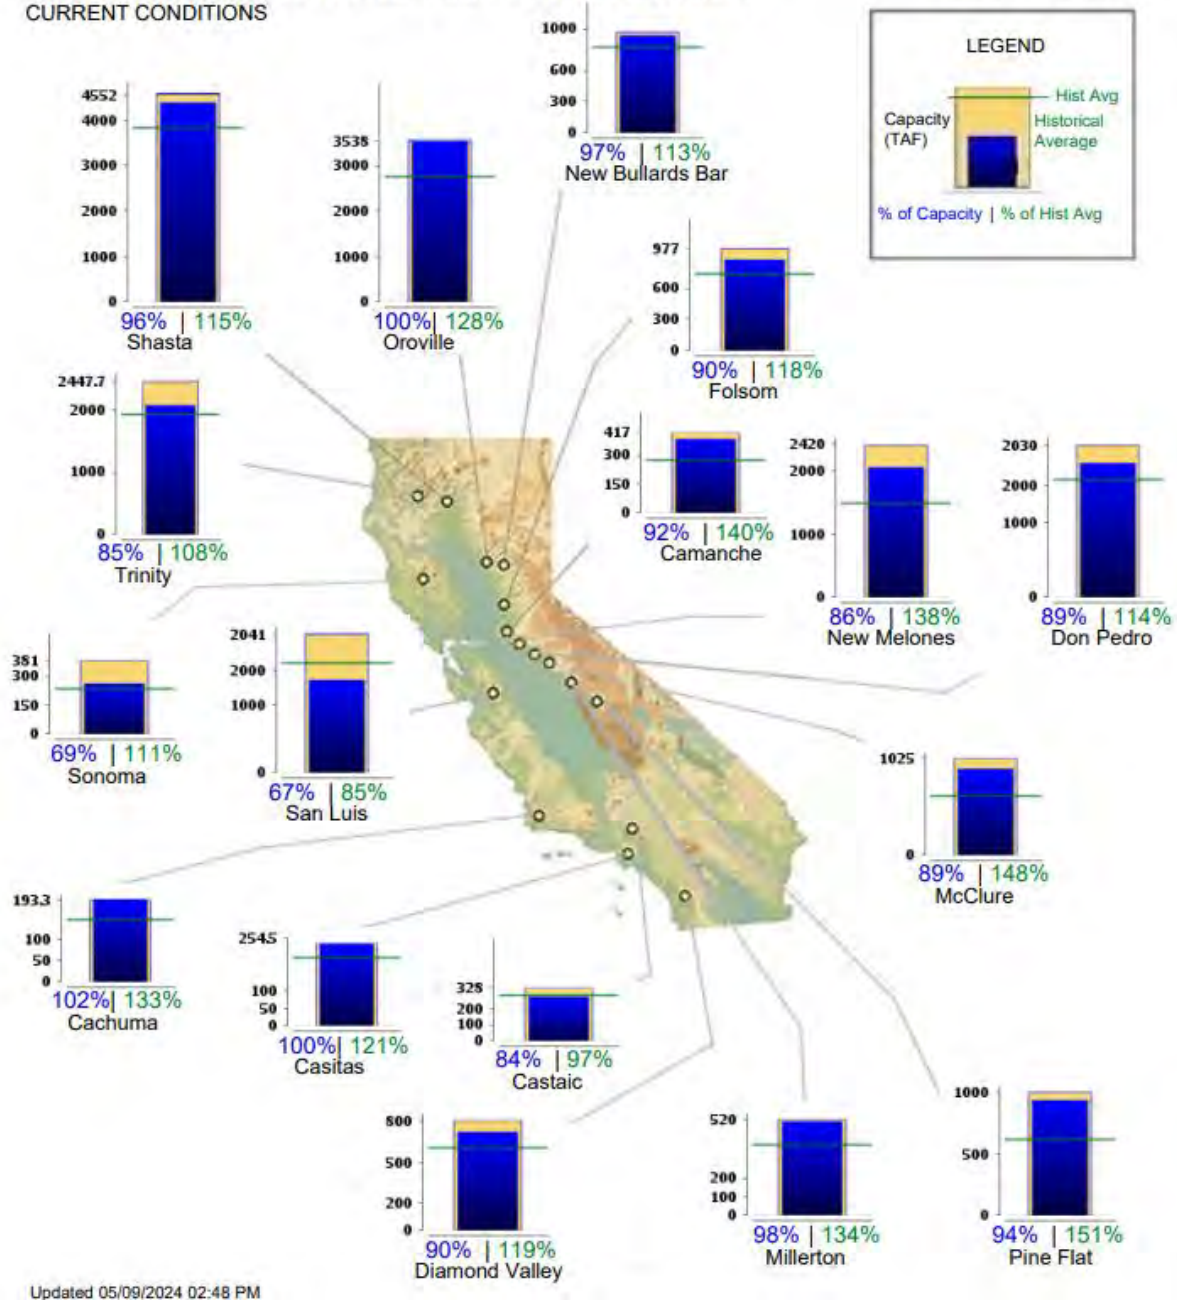 CURRENT CONDITIONS
LEGEND
Hist Avg
Capacity
(TAF)
Historical
Average
% of Capacity | % of Hist Avg
4552
4000
3000
2000
1000
0
96% | 115%
Shasta
3538
3000
2000
1000
0
100%| 128%
Oroville
1000
600
300
0
97% | 113%
New Bullards Bar
977
600
300
0
90% | 118%
Folsom
2447.7
2000
1000
0
85% | 108%
Trinity
417
300
150
0
92% | 140%
Camanche
2420
2000
1000
0
86% | 138%
New Melones
2030
2000
1000
0
89% | 114%
Don Pedro
381
300
150
0
69% | 111%
Sonoma
2041
2000
1000
0
67% | 85%
San Luis
1025
0
89% | 148%
McClure
193.3
100
50
0
102%| 133%
Cachuma
254.5
100
50
0
100%| 121%
Casitas
325
200
100
0
84% | 97%
Castaic
800
500
200
0
90% | 119%
Diamond Valley
520
200
100
0
98% | 134%
Millerton
1000
500
0
94% | 151%
Pine Flat
Updated 05/09/2024 02:48 PM